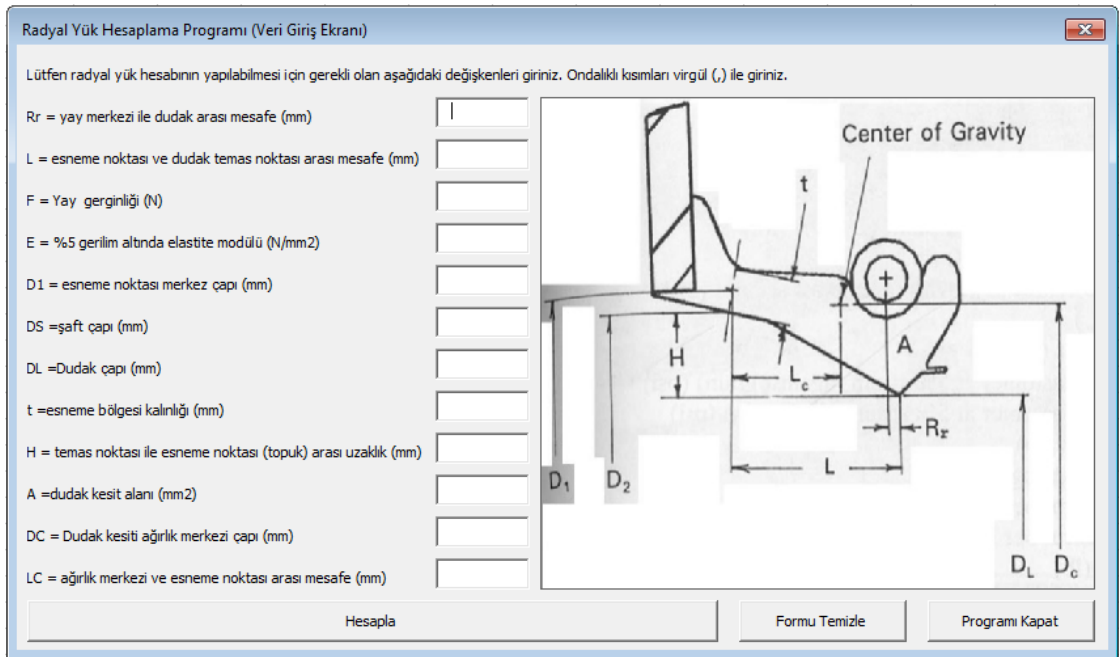 Radyal Yük Hesaplama Programı (Veri Giriş Ekranı)
Lütfen radyal yük hesabının yapılabilmesi için gerekli olan aşağıdaki değişkenleri giriniz. Ondalıklı kısımları virgül (,) ile giriniz.
Rr = yay merkezi ile dudak arası mesafe (mm)
L = esneme noktası ve dudak temas noktası arası mesafe (mm)
F = Yay  gerginliği (N)
E = %5 gerilim altında elastite modülü (N/mm2)
D1 = esneme noktası merkez çapı (mm)
DS =şaft çapı (mm)
DL =Dudak çapı (mm)
t =esneme bölgesi kalınlığı (mm)
H = temas noktası ile esneme noktası (topuk) arası uzaklık (mm)
A =dudak kesit alanı (mm2)
DC = Dudak kesiti ağırlık merkezi çapı (mm)
LC = ağırlık merkezi ve esneme noktası arası mesafe (mm)
Center of Gravity
t
A
H
Lc
Rr
L
D1
D2
DL
Dc
Hesapla
Formu Temizle
Programı Kapat